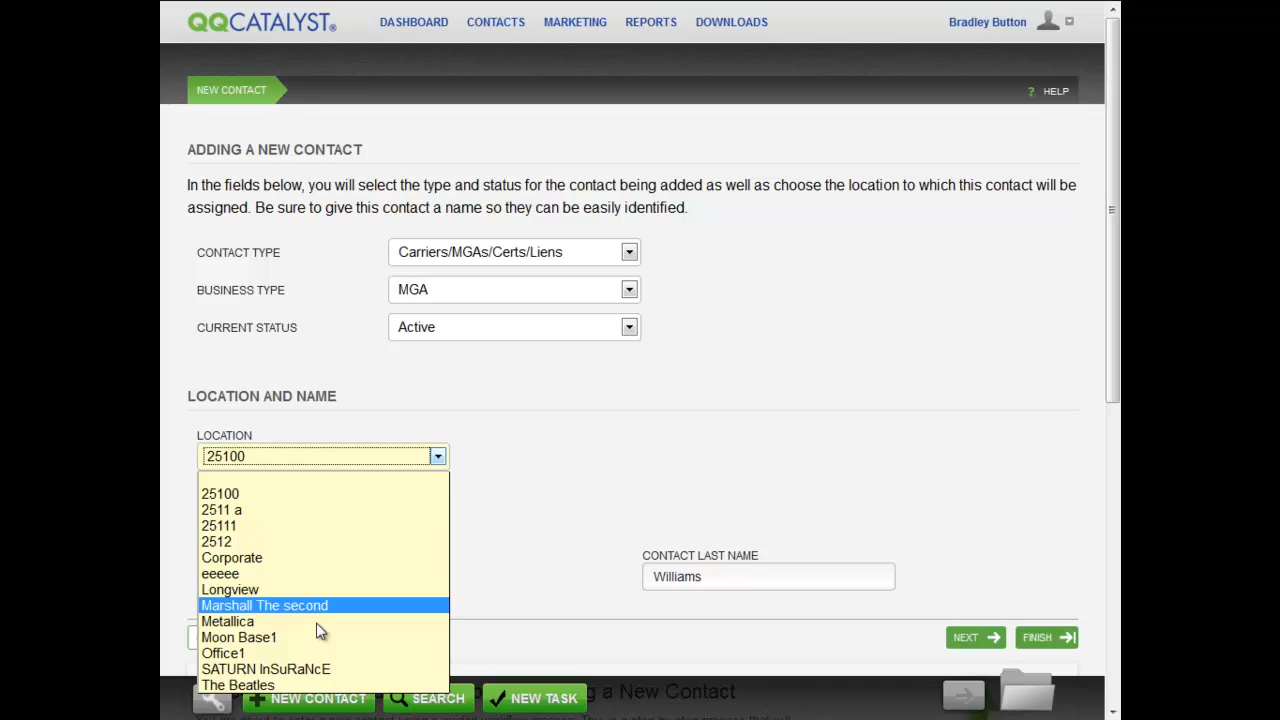 QQCATALYST®
DASHBOARD CONTACTS MARKETING REPORTS DOWNLOADS
Bradley Button
NEW CONTACT
? HELP
ADDING A NEW CONTACT
In the fields below, you will select the type and status for the contact being added as well as choose the location to which this contact will be
assigned. Be sure to give this contact a name so they can be easily identified.
CONTACT TYPE Carriers/MGAs/Certs/Liens
BUSINESS TYPE MGA
CURRENT STATUS Active
LOCATION AND NAME
LOCATION
25100
25100
2511 a
25111
2512
Corporate
eeeee
Longview
Marshall The second
Metallica
Moon Base1
Office1
SATURN InSuRaNcE
The Beatles
CONTACT LAST NAME
Williams
NEXT FINISH
NEW CONTACT SEARCH NEW TASK
g a New Contact